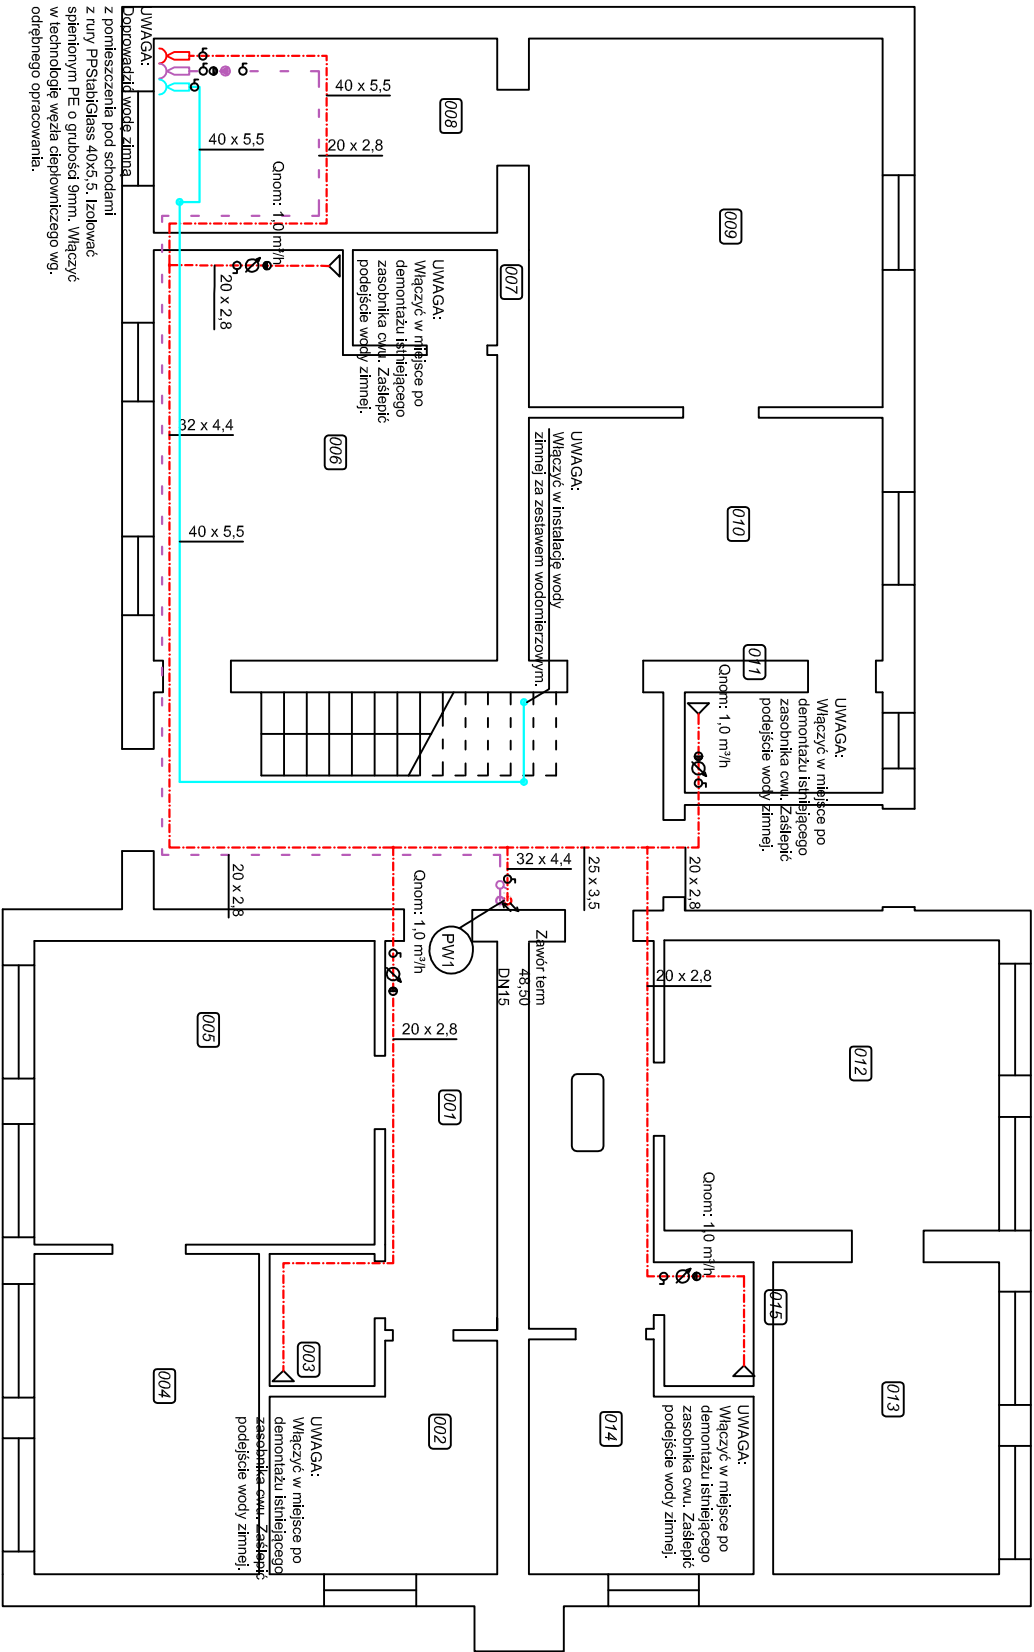 UWAGA:
Doprowadzić wodę zimną
z pomieszczenia pod schodami
z rury PPStabiGlass 40x5,5. Izolować
spienionym PE o grubości 9mm. Włączyć
w technologię węzła ciepłowniczego wg.
odrębnego opracowania.
40 x 5,5
20 x 2,8
40 x 5,5
008
009
Qnom: 1,0 m³/h
20 x 2,8
UWAGA:
Włączyć w miejsce po
demontażu istniejącego
zasobnika cwu. Zaślepić
podejście wody zimnej.
007
32 x 4,4
006
40 x 5,5
UWAGA:
Włączyć w instalację wody
zimnej za zestawem wodomierzowym.
010
011
Qnom: 1,0 m³/h
UWAGA:
Włączyć w miejsce po
demontażu istniejącego
zasobnika cwu. Zaślepić
podejście wody zimnej.
20 x 2,8
32 x 4,4
25 x 3,5
20 x 2,8
Qnom: 1,0 m³/h
PW1
Zawór term
48,50
DN15
20 x 2,8
20 x 2,8
005
001
012
Qnom: 1,0 m³/h
015
003
004
002
014
013
UWAGA:
Włączyć w miejsce po
demontażu istniejącego
zasobnika cwu. Zaślepić
podejście wody zimnej.
UWAGA:
Włączyć w miejsce po
demontażu istniejącego
zasobnika cwu. Zaślepić
podejście wody zimnej.